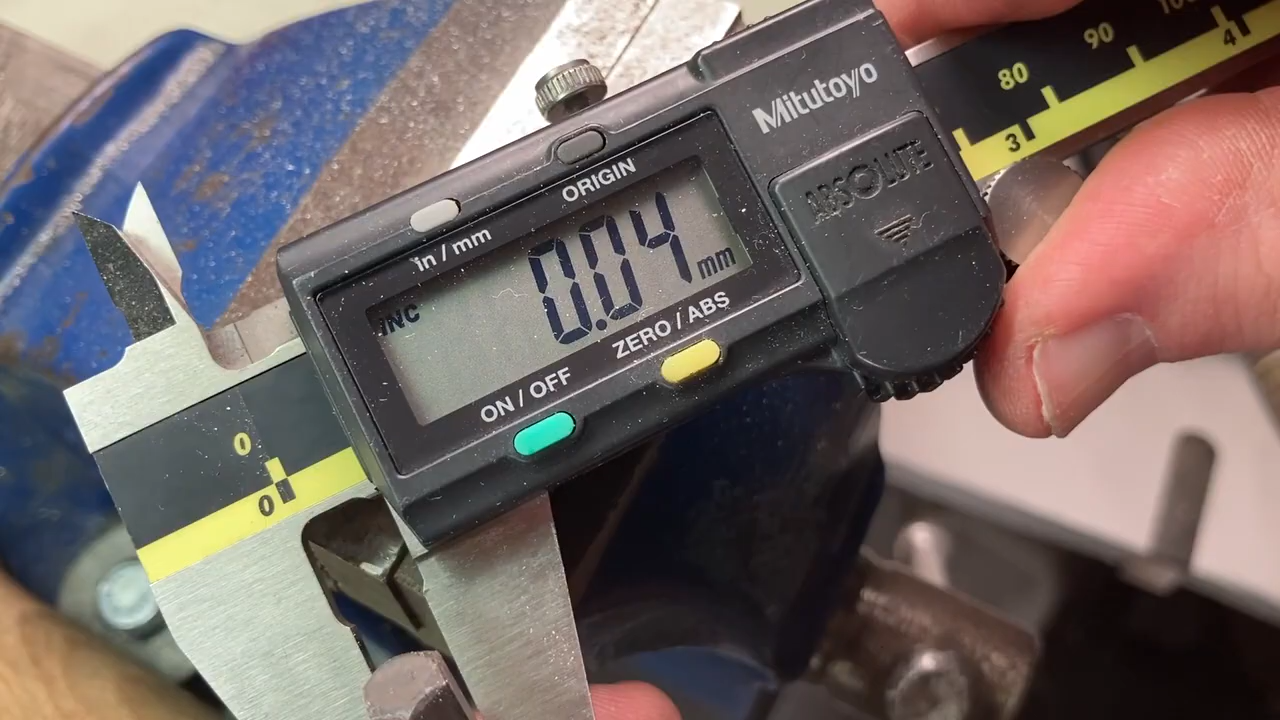 100
90
4
80
3
Mitutoyo
ABSOLUTE
ORIGIN
in / mm
INC 0.04 mm
ZERO / ABS
ON / OFF
0
0